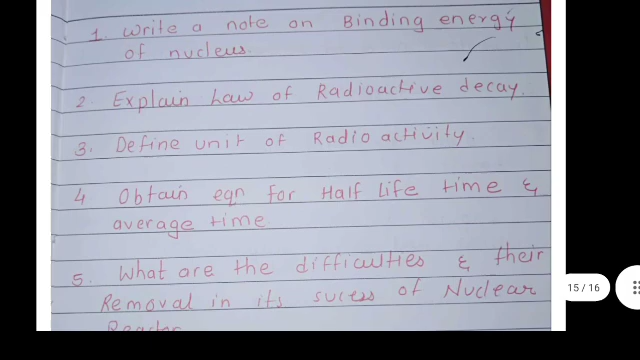 1. Write a note on Binding energy
of nucleus.
2. Explain Law of Radioactive decay.
3. Define unit of Radio activity.
4 Obtain eqn for Half Life time &
average time
5. What are the difficulties & their
Removal in its sucess of Nuclear
Reactor
15 / 16